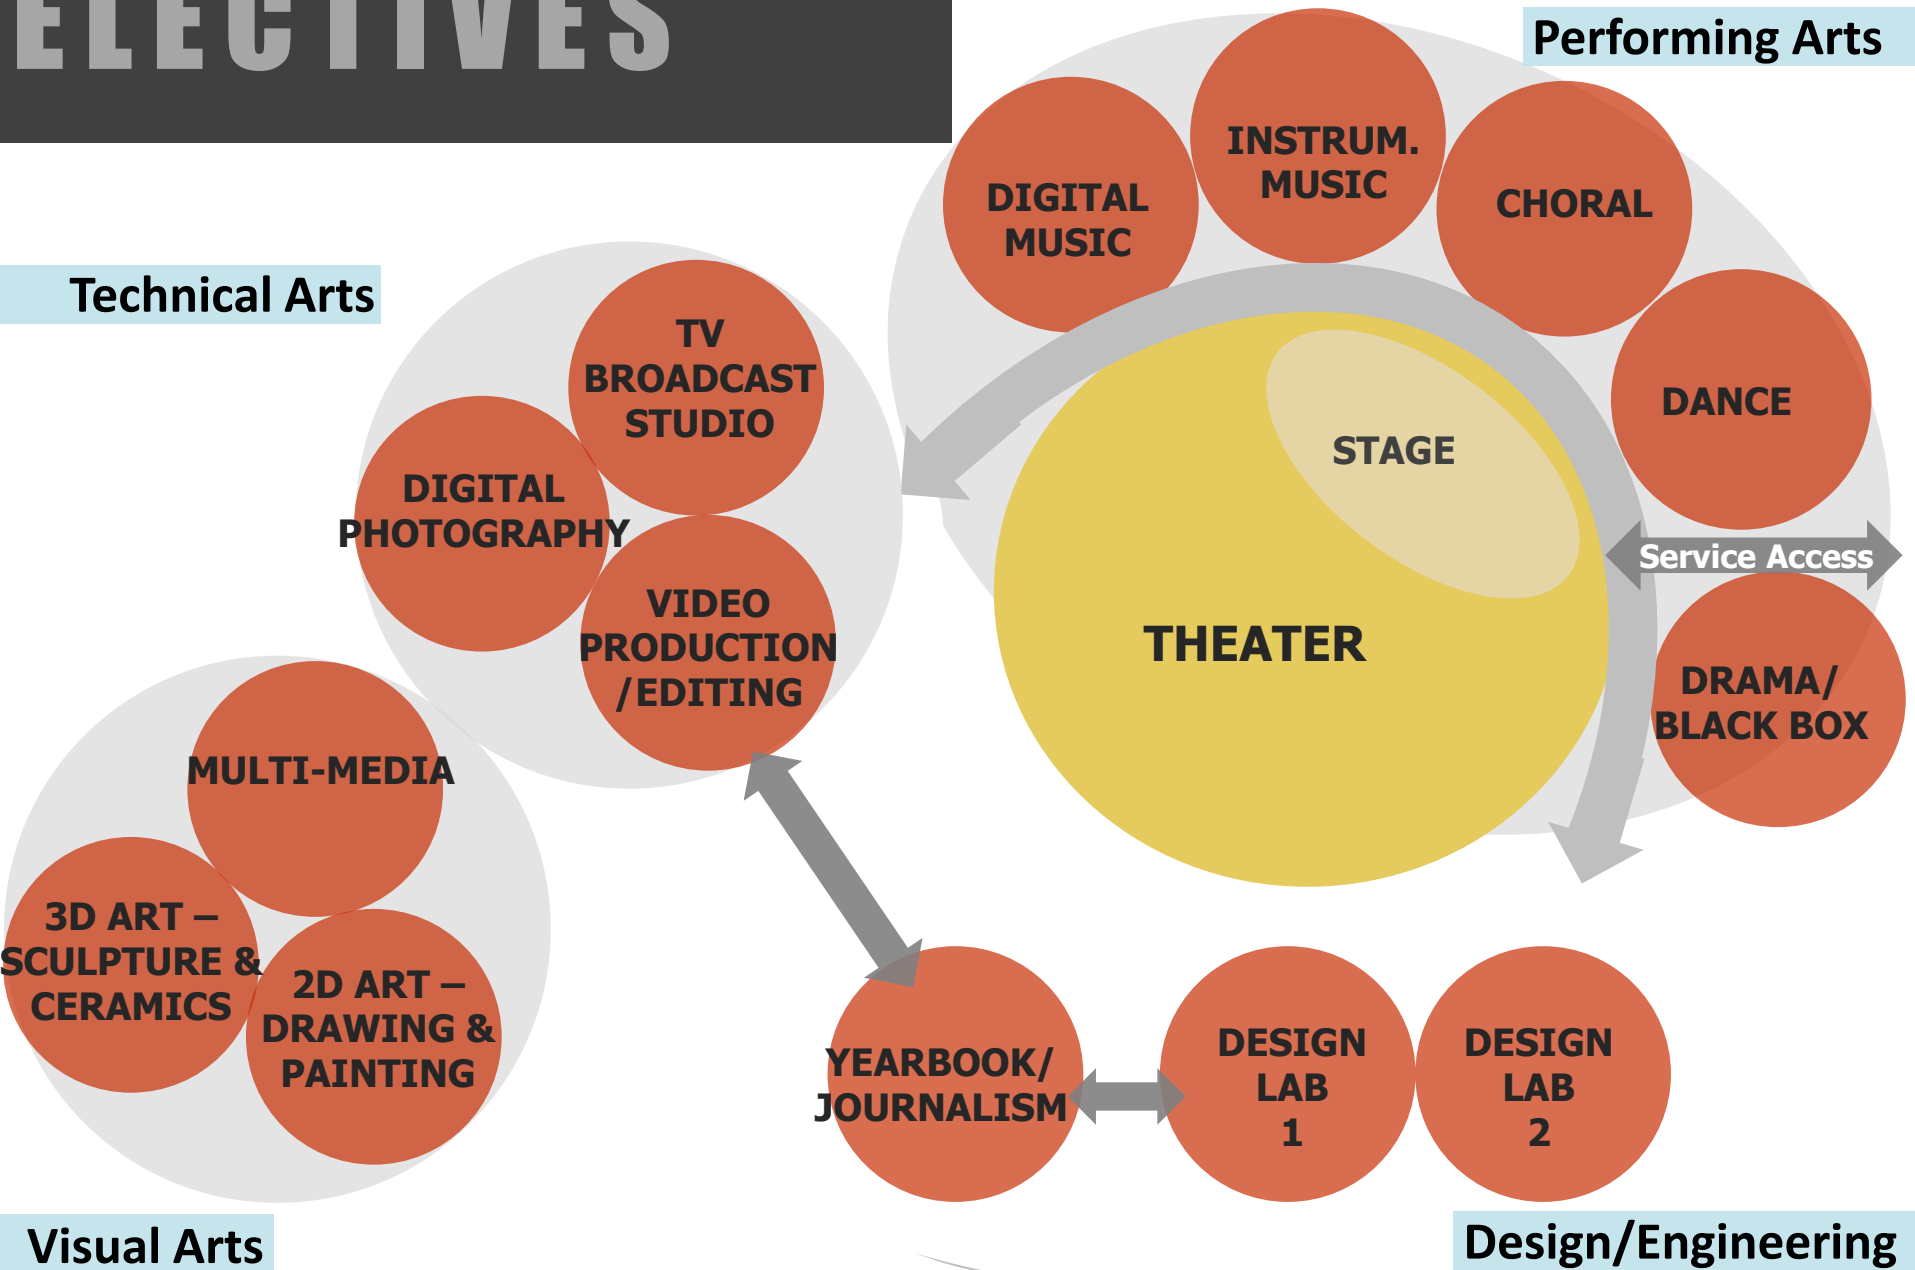 ELECTIVES
Performing Arts
INSTRUM.
MUSIC
DIGITAL
MUSIC
CHORAL
DANCE
STAGE
Service Access
THEATER
DRAMA/
BLACK BOX
Technical Arts
TV
BROADCAST
STUDIO
DIGITAL
PHOTOGRAPHY
VIDEO
PRODUCTION
/EDITING
MULTI-MEDIA
3D ART –
SCULPTURE &
CERAMICS
2D ART –
DRAWING &
PAINTING
YEARBOOK/
JOURNALISM
DESIGN
LAB
1
DESIGN
LAB
2
Visual Arts
Design/Engineering